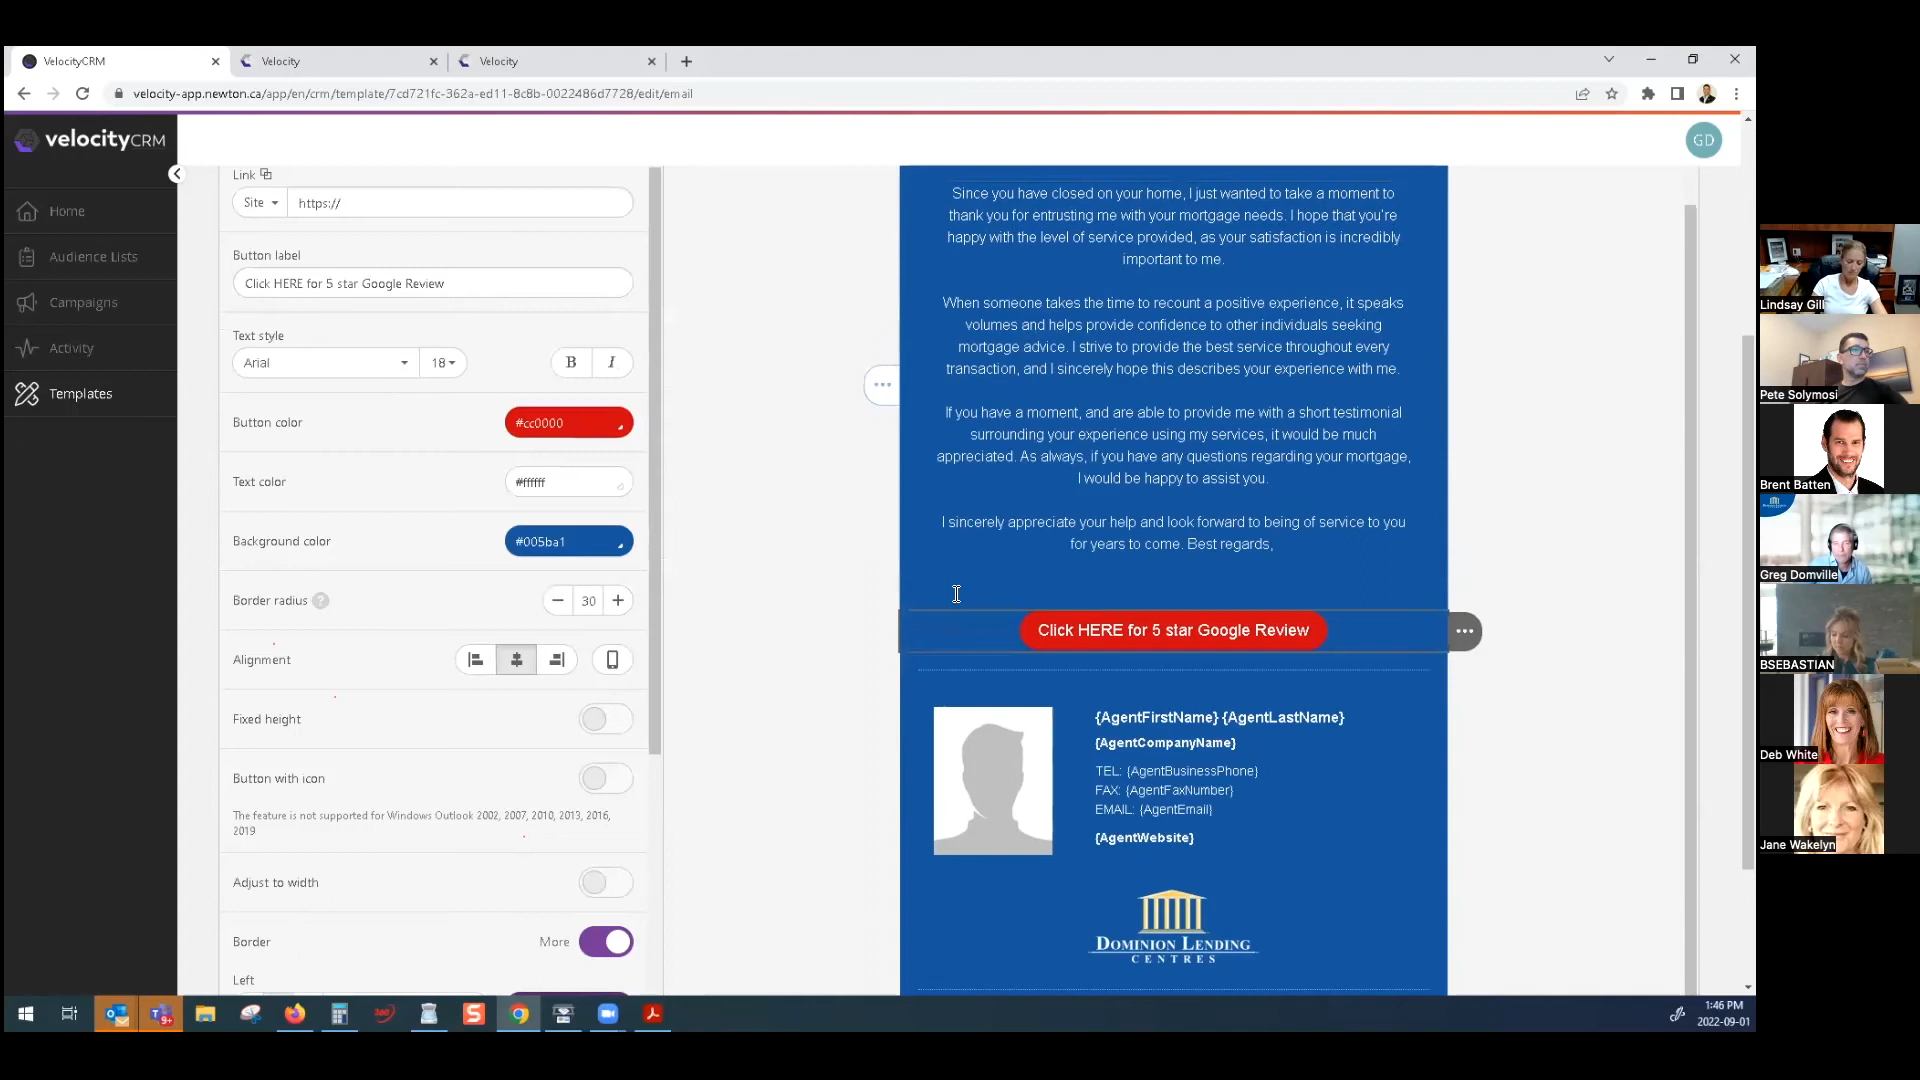 VelocityCRM
Velocity
Velocity
velocity-app.newton.ca/app/en/crm/template/7cd721fc-362a-ed11-8c8b-0022486d7728/edit/email
velocityCRM
GD
Home
Audience Lists
Campaigns
Activity
Templates
Link
Site
https://
Button label
Click HERE for 5 star Google Review
Text style
Arial
18
B
I
Button color
#cc0000
Text color
#ffffff
Background color
#005ba1
Border radius ?
30
Alignment
Fixed height
Button with icon
The feature is not supported for Windows Outlook 2002, 2007, 2010, 2013, 2016,
2019
Adjust to width
Border
More
Left
Since you have closed on your home, I just wanted to take a moment to
thank you for entrusting me with your mortgage needs. I hope that you're
happy with the level of service provided, as your satisfaction is incredibly
important to me.
When someone takes the time to recount a positive experience, it speaks
volumes and helps provide confidence to other individuals seeking
mortgage advice. I strive to provide the best service throughout every
transaction, and I sincerely hope this describes your experience with me.
If you have a moment, and are able to provide me with a short testimonial
surrounding your experience using my services, it would be much
appreciated. As always, if you have any questions regarding your mortgage,
I would be happy to assist you.
I sincerely appreciate your help and look forward to being of service to you
for years to come. Best regards,
Click HERE for 5 star Google Review
{AgentFirstName} {AgentLastName}
{AgentCompanyName}
TEL: {AgentBusinessPhone}
FAX: {AgentFaxNumber}
EMAIL: {AgentEmail}
{AgentWebsite}
DOMINION LENDING
CENTRES
Lindsay Gill
Pete Solymosi
Brent Batten
Greg Domville
BSEBASTIAN
Deb White
Jane Wakelyn
9+
360
S
1:46 PM
2022-09-01